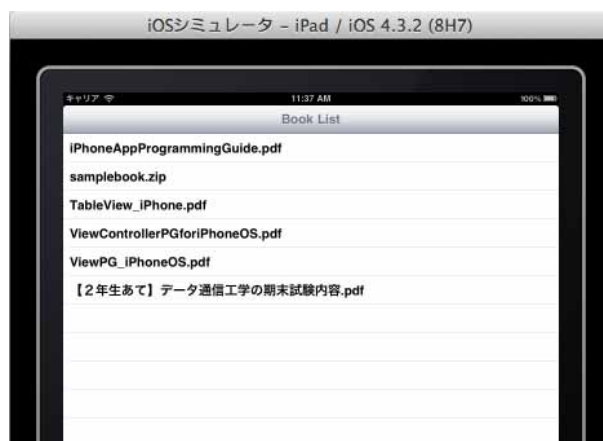 iOSシミュレータ – iPad / iOS 4.3.2 (8H7)
キャリア 11:37 AM 100%
Book List
iPhoneAppProgrammingGuide.pdf
samplebook.zip
TableView_iPhone.pdf
ViewControllerPGforiPhoneOS.pdf
ViewPG_iPhoneOS.pdf
【２年生あて】データ通信工学の期末試験内容.pdf